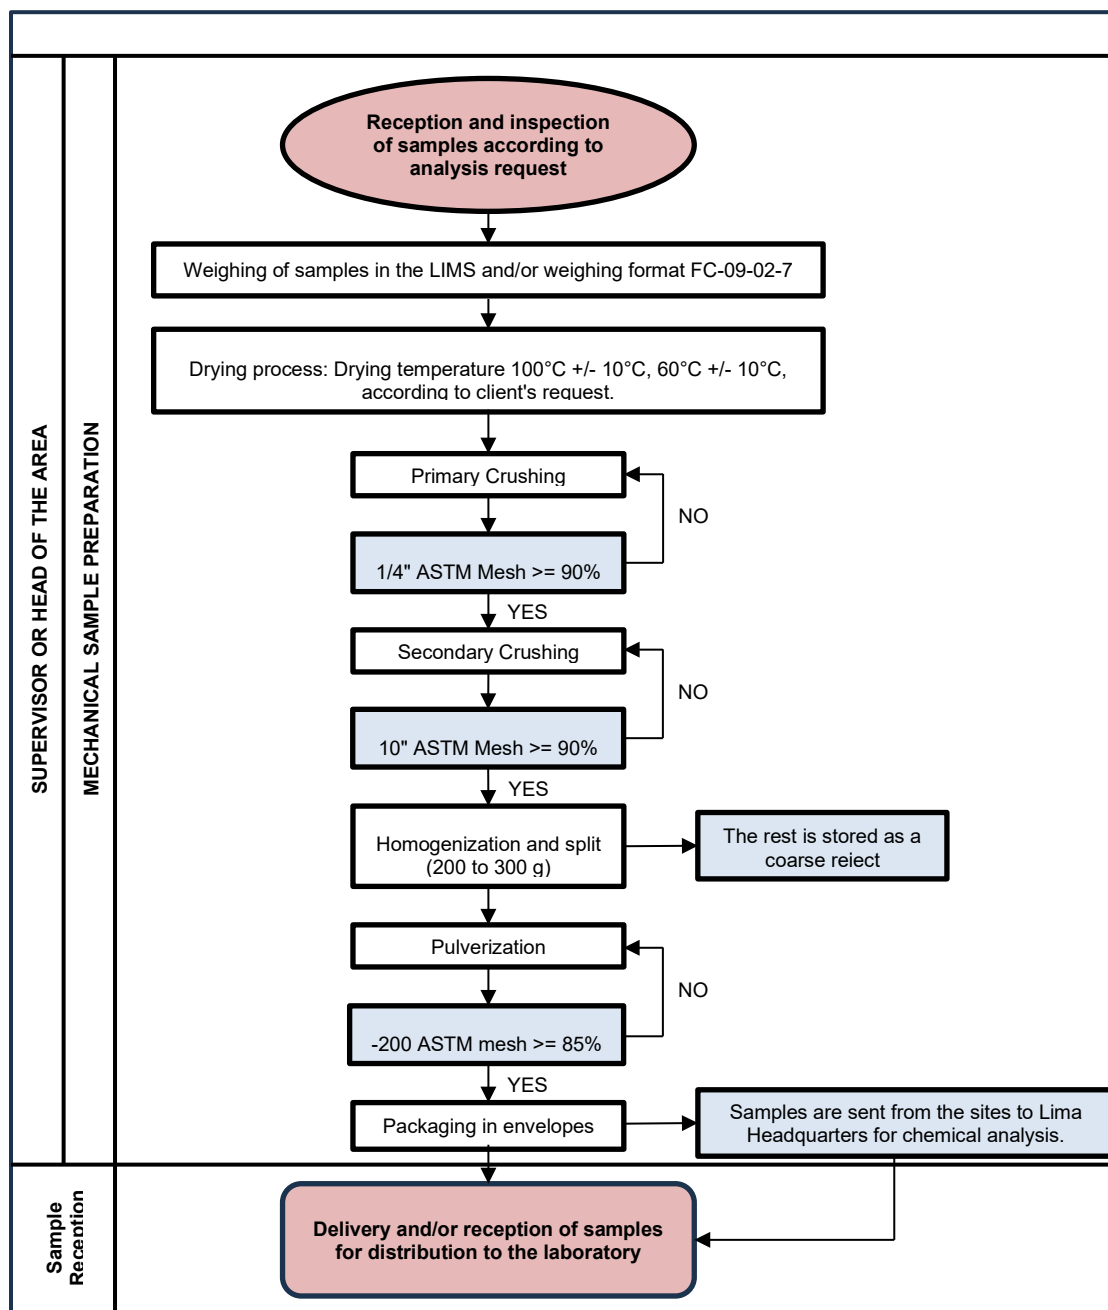 Reception and inspection
of samples according to
analysis request
Weighing of samples in the LIMS and/or weighing format FC-09-02-7
Drying process: Drying temperature 100°C +/- 10°C, 60°C +/- 10°C,
according to client's request.
Primary Crushing
NO
1/4" ASTM Mesh >= 90%
YES
Secondary Crushing
NO
10" ASTM Mesh >= 90%
YES
Homogenization and split
(200 to 300 g)
The rest is stored as a
coarse reject
Pulverization
NO
-200 ASTM mesh >= 85%
YES
Packaging in envelopes
Samples are sent from the sites to Lima
Headquarters for chemical analysis.
SUPERVISOR OR HEAD OF THE AREA
MECHANICAL SAMPLE PREPARATION
Sample
Reception
Delivery and/or reception of samples
for distribution to the laboratory